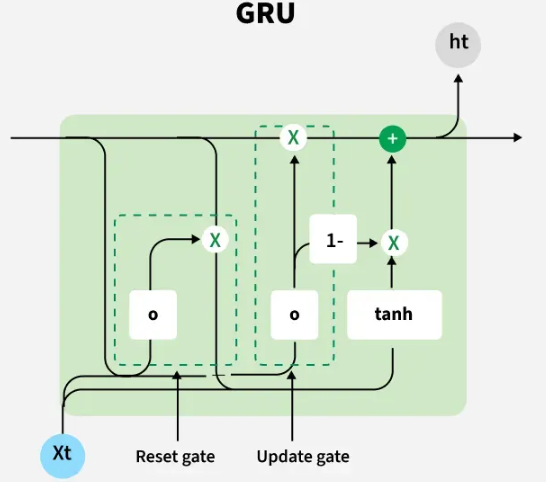 GRU
ht
X
+
1-
X
X
o
o
tanh
Xt
Reset gate
Update gate